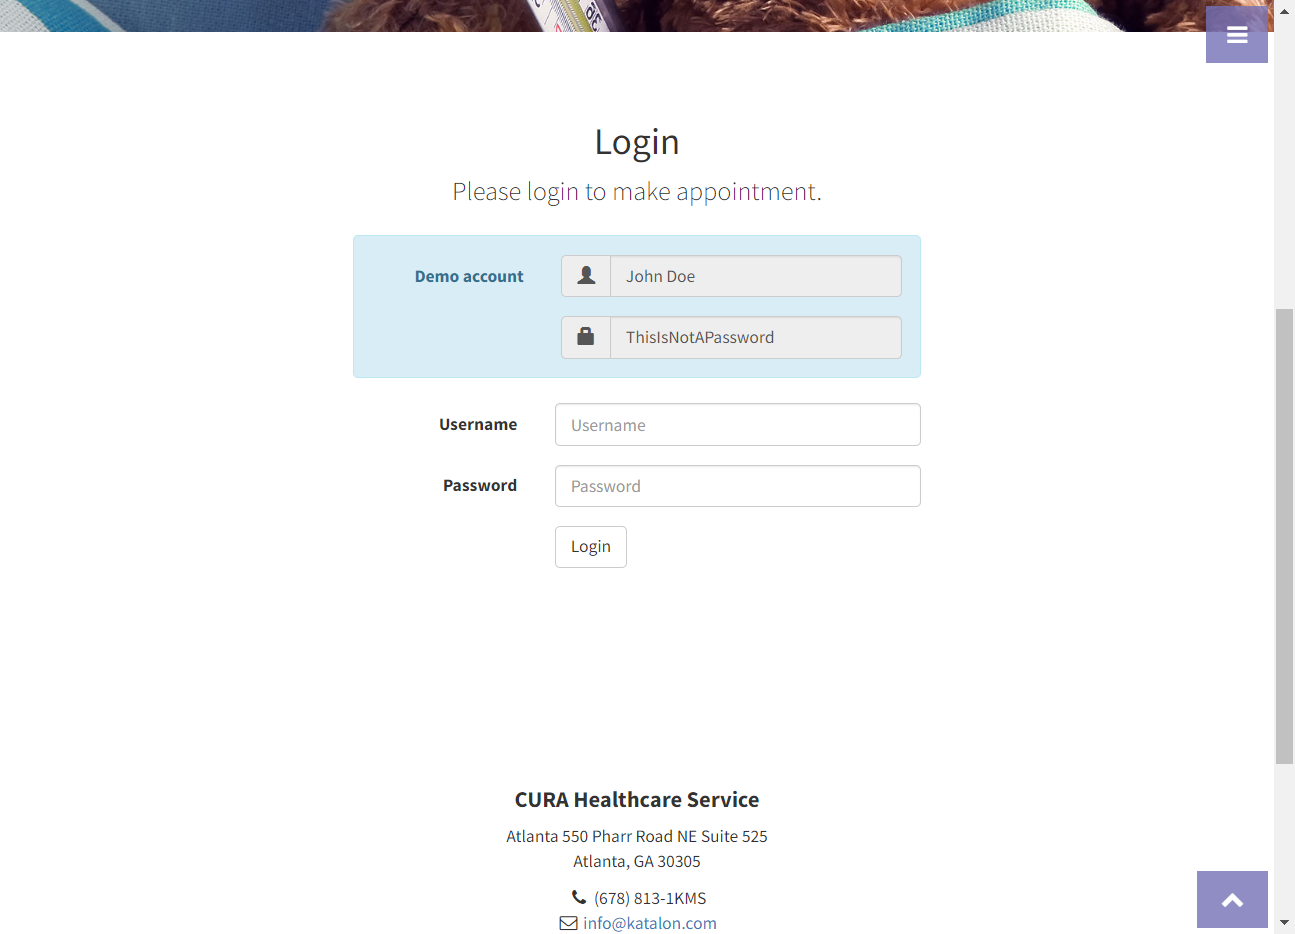 Login
Please login to make appointment.
Demo account
John Doe
ThisIsNotAPassword
Username
Username
Password
Password
Login
CURA Healthcare Service
Atlanta 550 Pharr Road NE Suite 525
Atlanta, GA 30305
(678) 813-1KMS
info@katalon.com